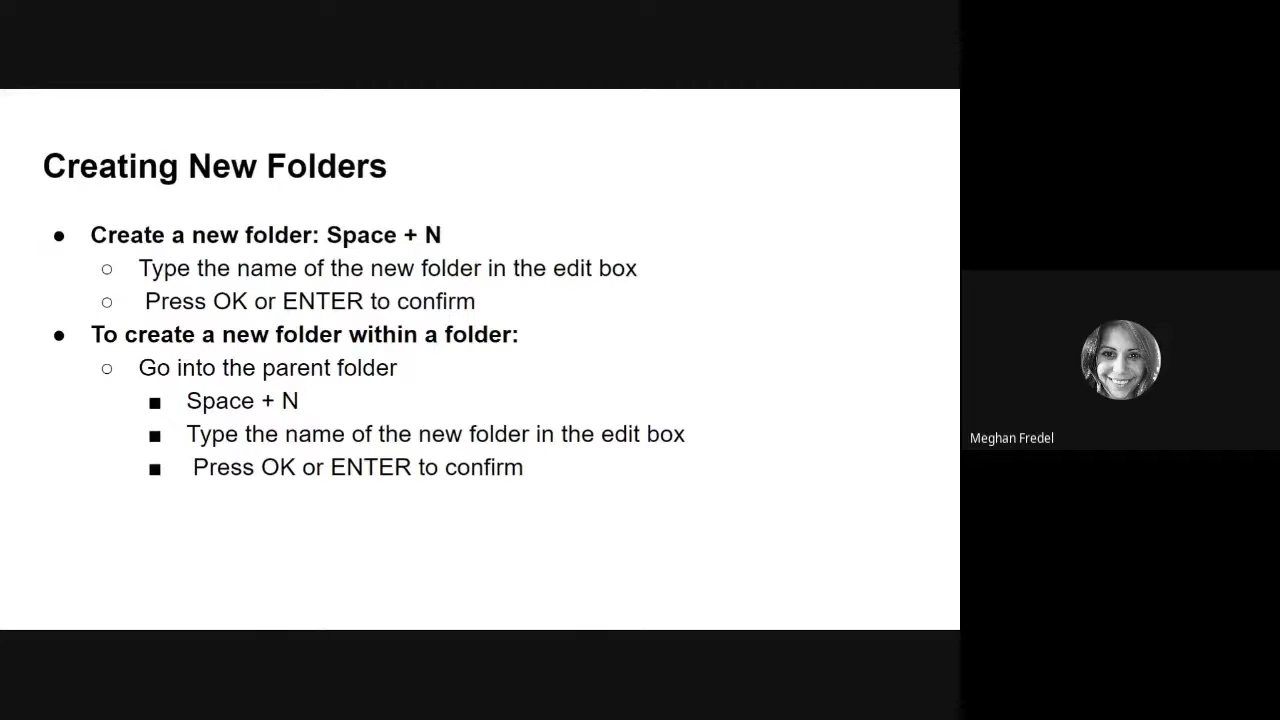 Creating New Folders
● Create a new folder: Space + N
○ Type the name of the new folder in the edit box
○ Press OK or ENTER to confirm
● To create a new folder within a folder:
○ Go into the parent folder
■ Space + N
■ Type the name of the new folder in the edit box
■ Press OK or ENTER to confirm
Meghan Fredel